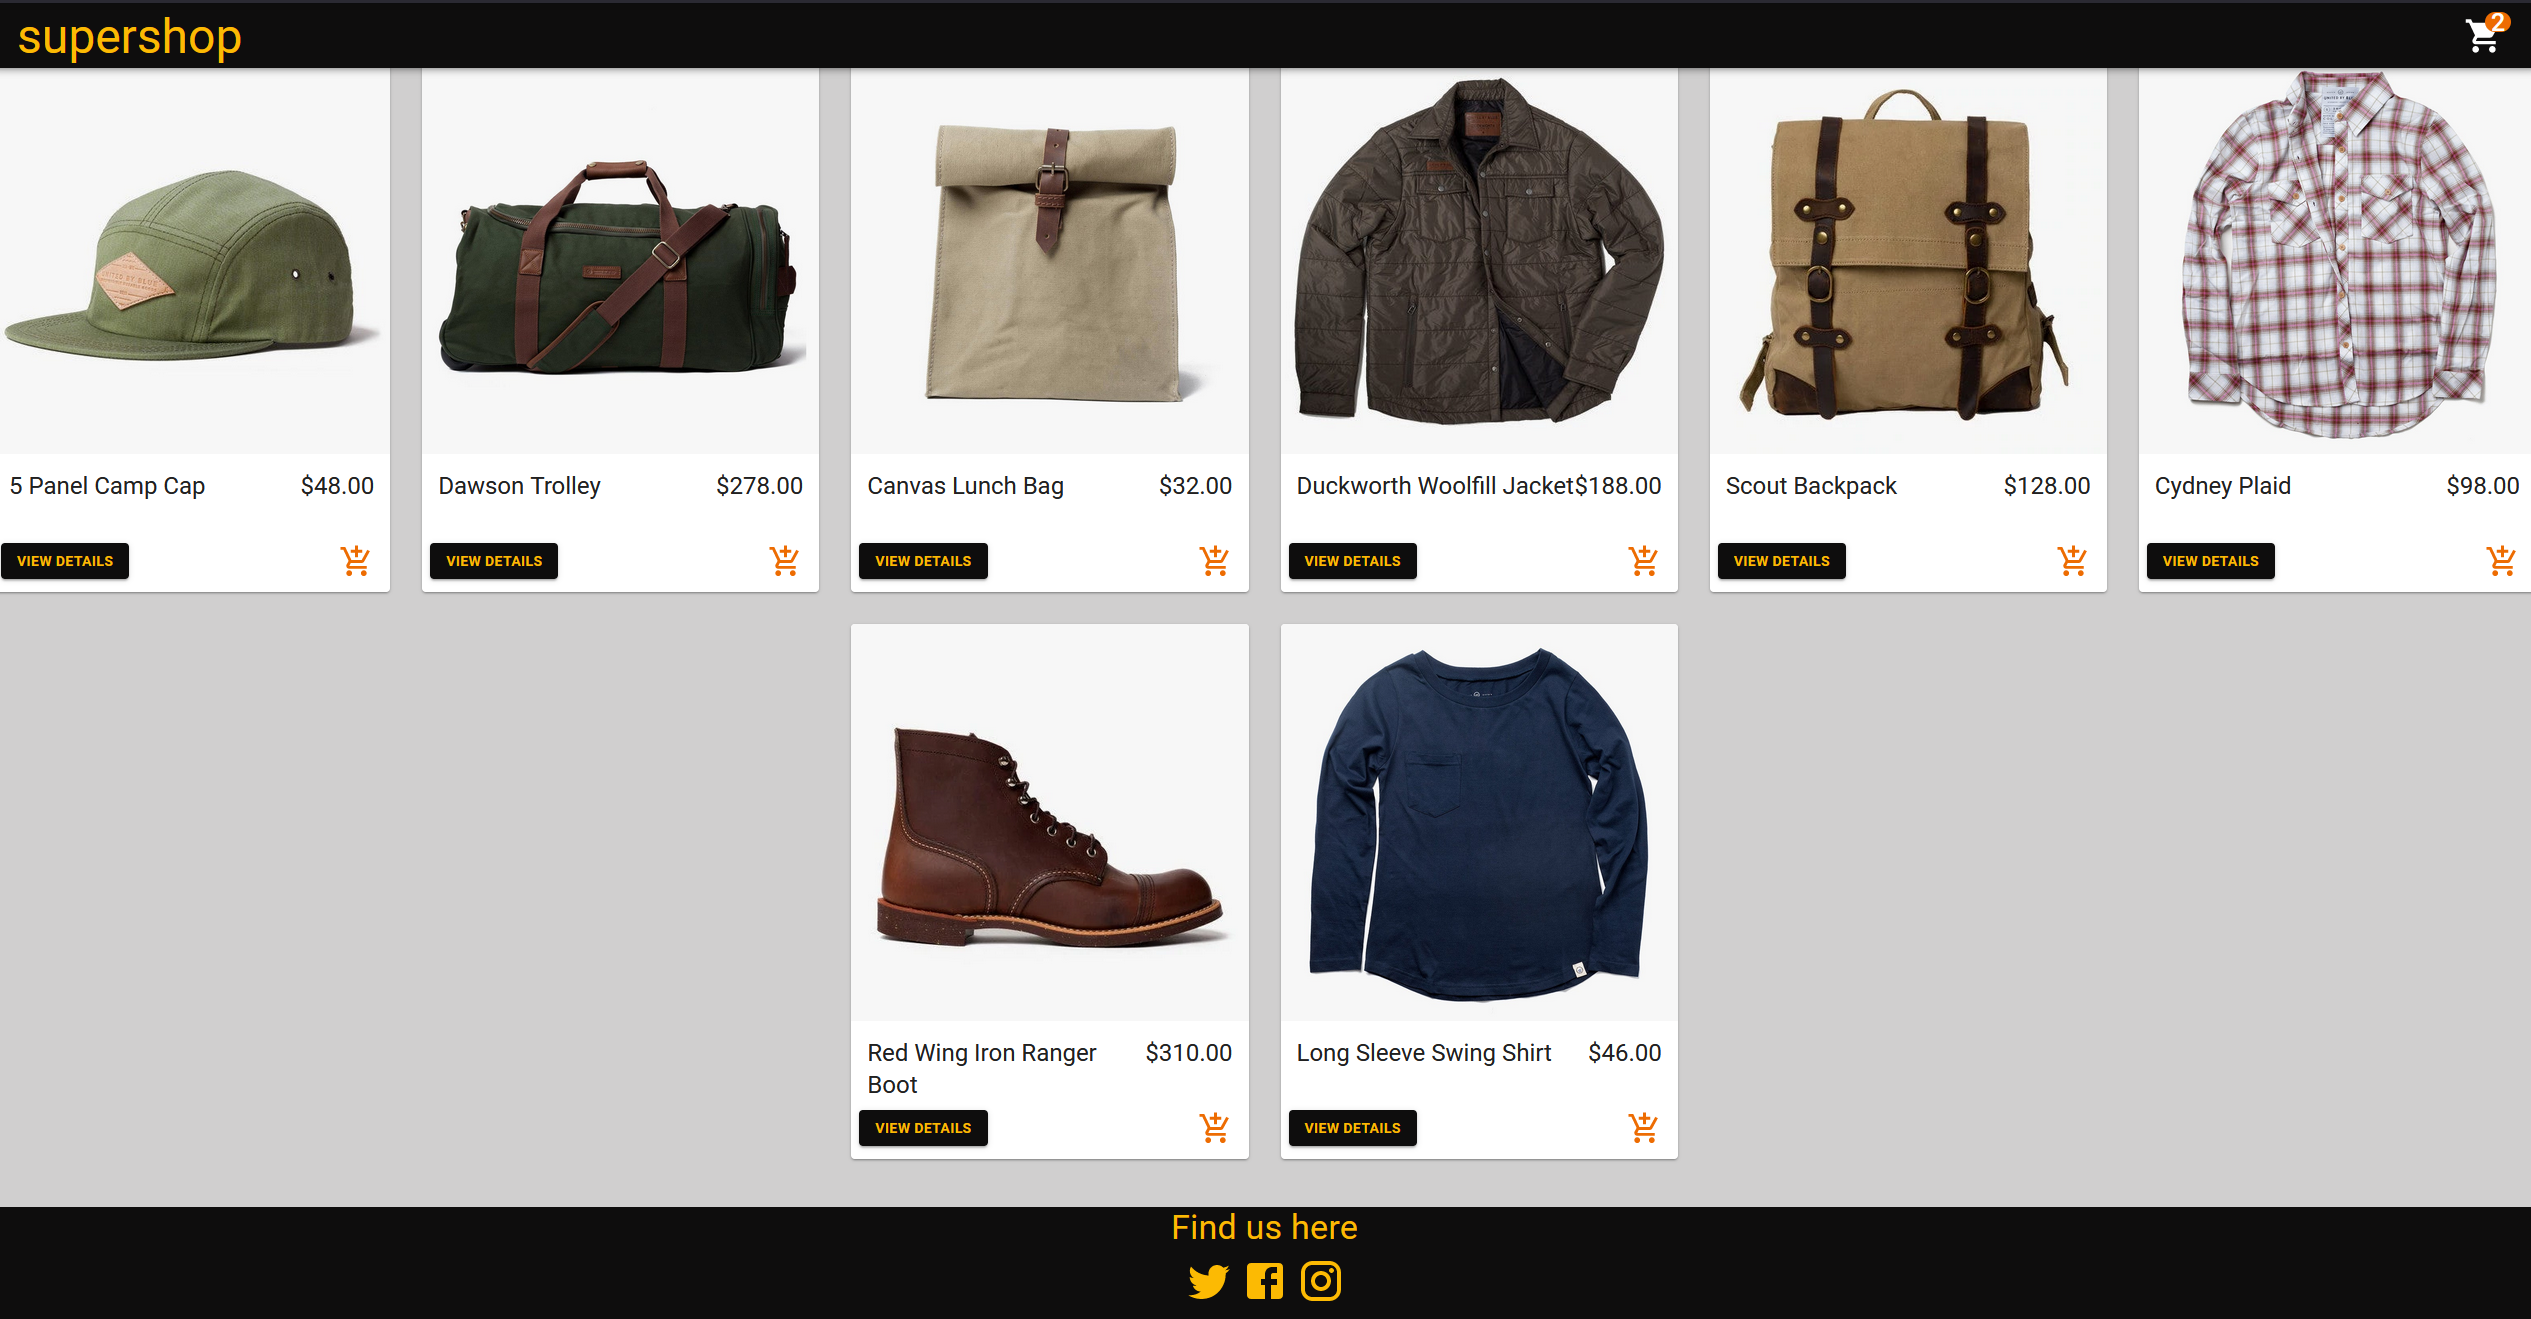 supershop
2
UNITED BY BLUE
5 Panel Camp Cap $48.00
Dawson Trolley $278.00
Canvas Lunch Bag $32.00
Duckworth Woolfill Jacket $188.00
Scout Backpack $128.00
Cydney Plaid $98.00
VIEW DETAILS
VIEW DETAILS
VIEW DETAILS
VIEW DETAILS
VIEW DETAILS
VIEW DETAILS
Red Wing Iron Ranger $310.00
Boot
Long Sleeve Swing Shirt $46.00
VIEW DETAILS
VIEW DETAILS
Find us here